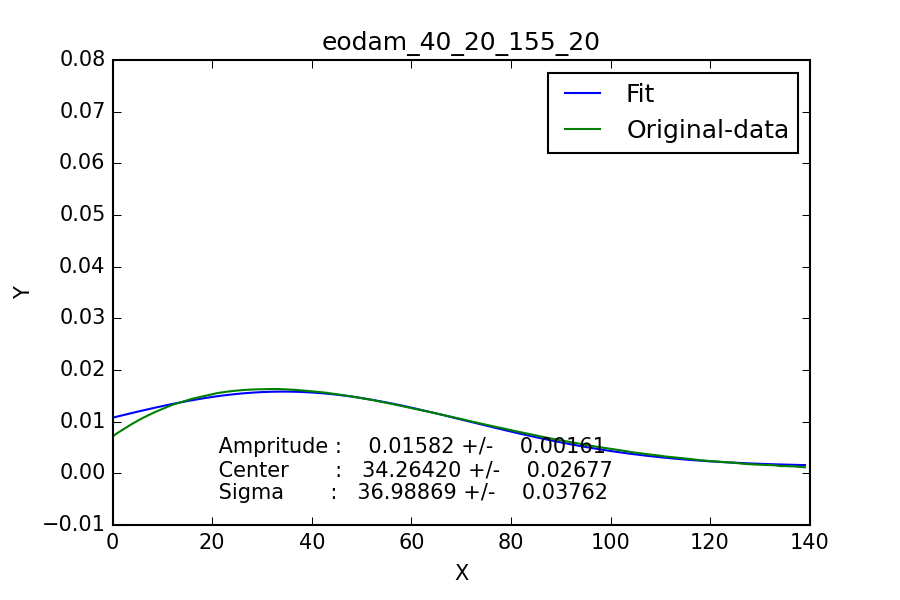 eodam_40_20_155_20
Fit
Original-data
0.08
0.07
0.06
0.05
0.04
0.03
0.02
0.01
0.00
−0.01
Y
Ampritude : 0.01582 +/- 0.00161
Center : 34.26420 +/- 0.02677
Sigma : 36.98869 +/- 0.03762
0 20 40 60 80 100 120 140
X